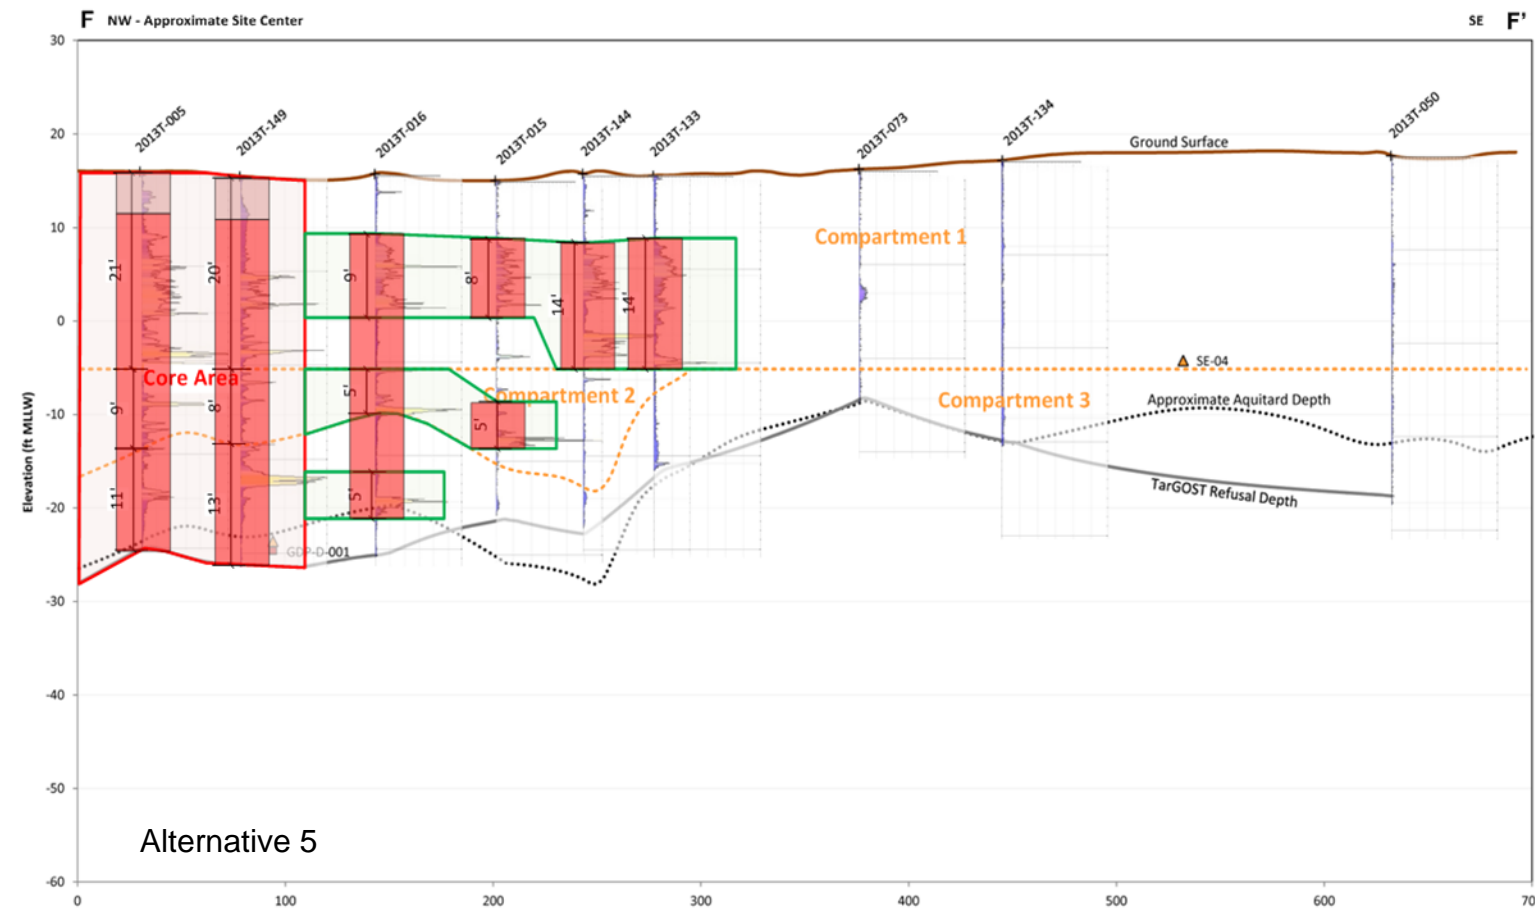 F NW - Approximate Site Center
SE F'
30
2013T-005
2013T-149
2013T-016
2013T-015
2013T-144
2013T-133
2013T-073
2013T-134
2013T-050
20
Ground Surface
10
Compartment 1
21'
20'
9'
8'
14'
14'
0
SE-04
Core Area
Compartment 2
Compartment 3
Approximate Aquitard Depth
9'
8'
5'
5'
-10
Elevation (ft MLLW)
11'
13'
5'
TarGOST Refusal Depth
-20
GDP-D-001
-30
-40
-50
Alternative 5
-60
0
100
200
300
400
500
600
70